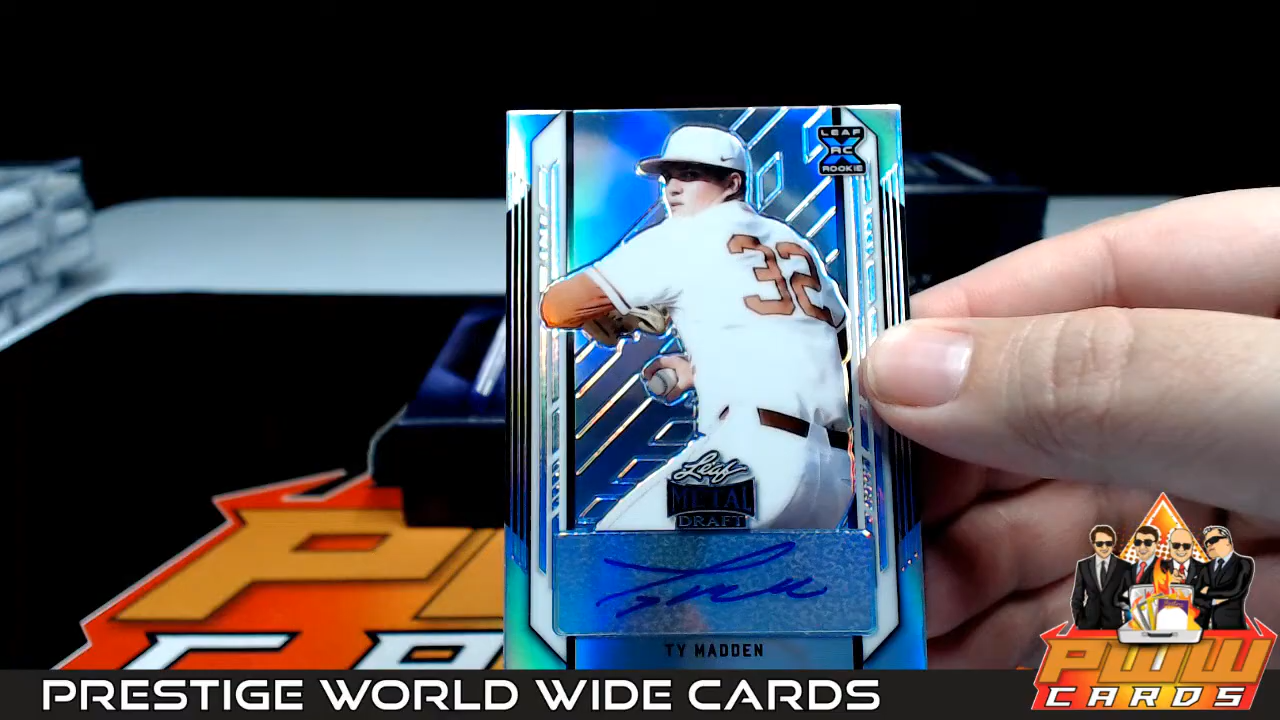 LEAF
RC
ROOKIE
32
Leaf
METAL
DRAFT
TY MADDEN
PRESTIGE WORLD WIDE CARDS
PWW
CARDS